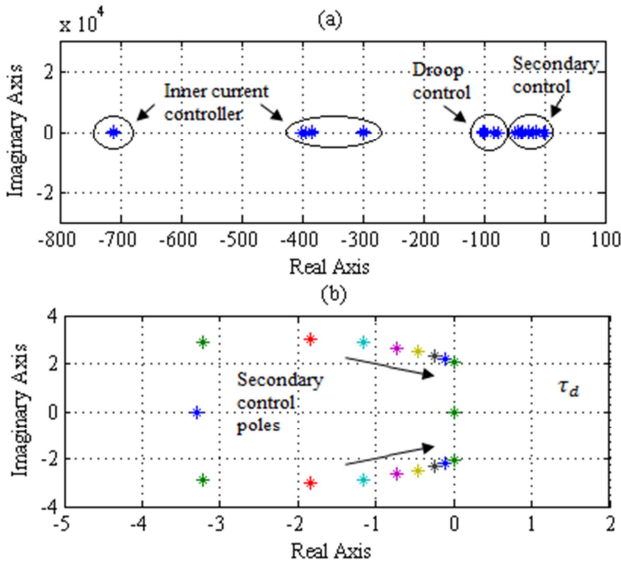 (a)
x 10⁴
2
0
-2
Imaginary Axis
Inner current
controller
Droop
control
Secondary
control
-800 -700 -600 -500 -400 -300 -200 -100 0 100
Real Axis
(b)
4
2
0
-2
-4
Imaginary Axis
Secondary
control
poles
τd
-5 -4 -3 -2 -1 0 1 2
Real Axis